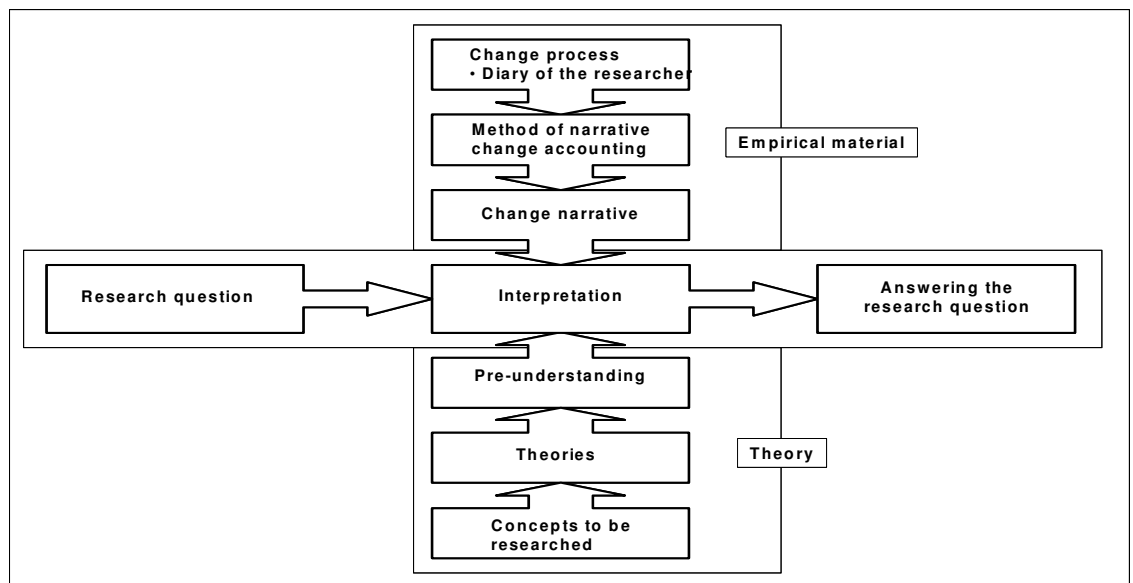 Change process
• Diary of the researcher
Method of narrative
change accounting
Empirical material
Change narrative
Research question
Interpretation
Answering the
research question
Pre-understanding
Theories
Theory
Concepts to be
researched